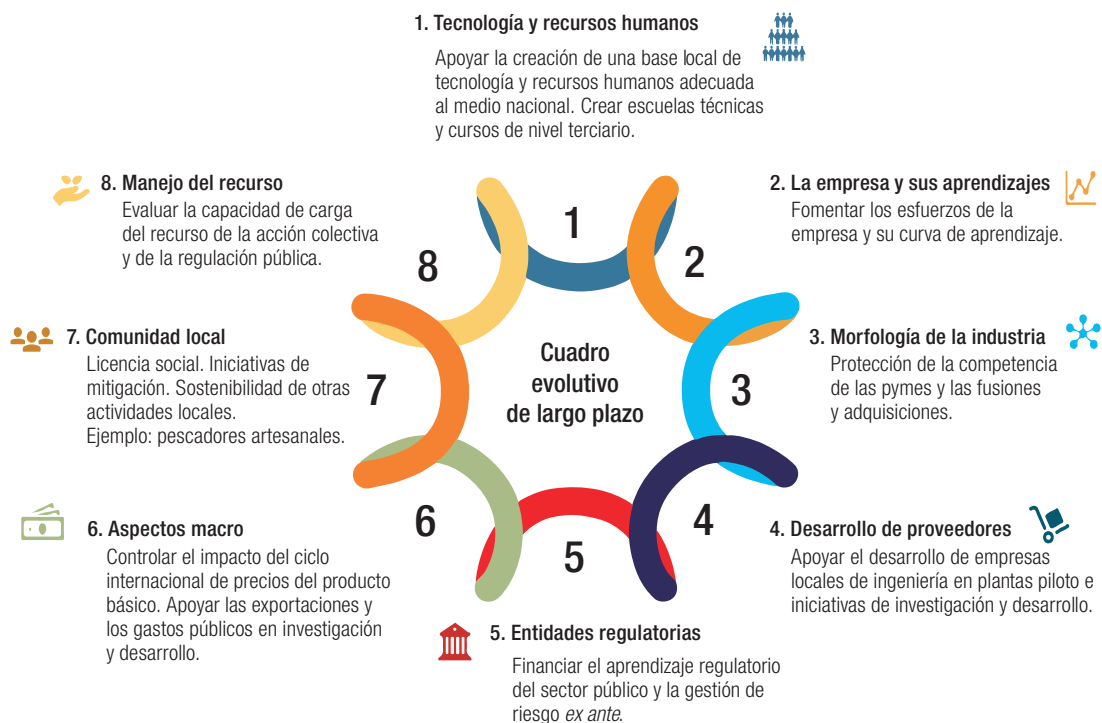 1. Tecnología y recursos humanos
Apoyar la creación de una base local de
tecnología y recursos humanos adecuada
al medio nacional. Crear escuelas técnicas
y cursos de nivel terciario.
8. Manejo del recurso
Evaluar la capacidad de carga
del recurso de la acción colectiva
y de la regulación pública.
2. La empresa y sus aprendizajes
Fomentar los esfuerzos de la
empresa y su curva de aprendizaje.
7. Comunidad local
Licencia social. Iniciativas de
mitigación. Sostenibilidad de otras
actividades locales.
Ejemplo: pescadores artesanales.
3. Morfología de la industria
Protección de la competencia
de las pymes y las fusiones
y adquisiciones.
1
2
3
4
5
6
7
8
Cuadro
evolutivo
de largo plazo
6. Aspectos macro
Controlar el impacto del ciclo
internacional de precios del producto
básico. Apoyar las exportaciones y
los gastos públicos en investigación
y desarrollo.
4. Desarrollo de proveedores
Apoyar el desarrollo de empresas
locales de ingeniería en plantas piloto e
iniciativas de investigación y desarrollo.
5. Entidades regulatorias
Financiar el aprendizaje regulatorio
del sector público y la gestión de
riesgo ex ante.